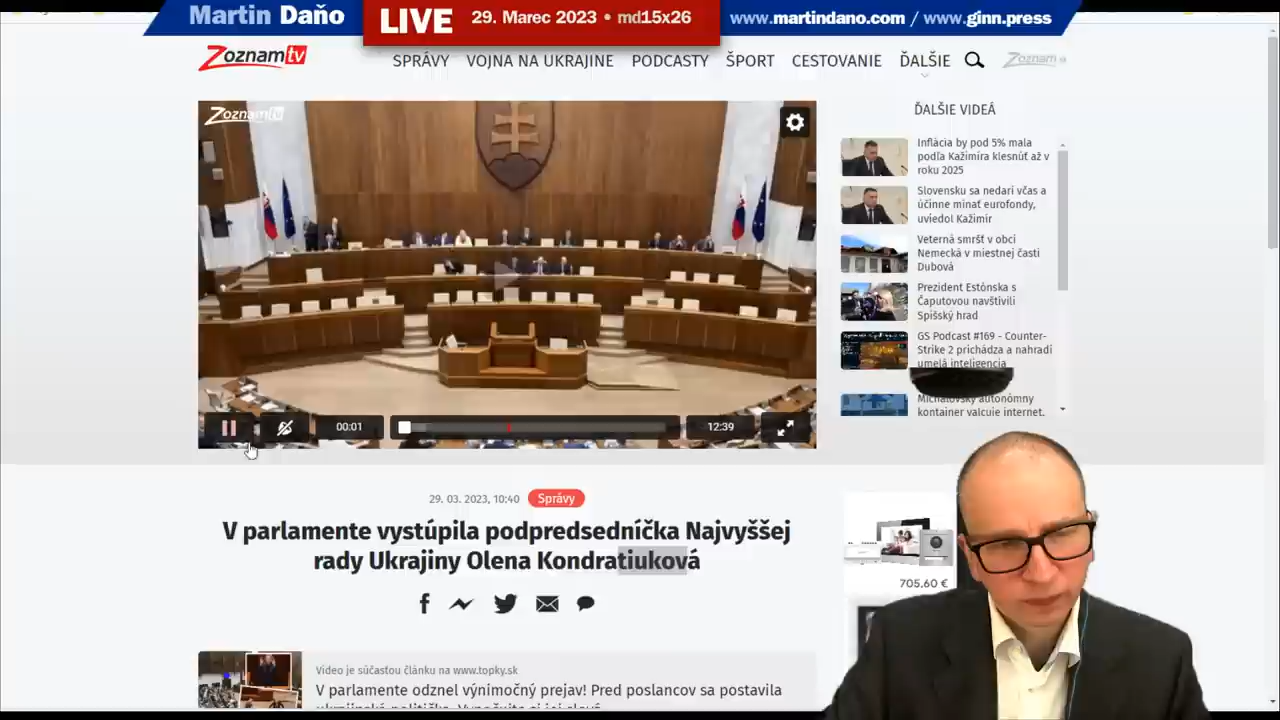 Martin Daňo
LIVE
29. Marec 2023 • md15x26
www.martindano.com / www.ginn.press
Zoznam tv
SPRÁVY
VOJNA NA UKRAJINE
PODCASTY
ŠPORT
CESTOVANIE
ĎALŠIE
Zoznam
Zoznam tv
ĎALŠIE VIDEÁ
Inflácia by pod 5% mala
podľa Kažimíra klesnúť až v
roku 2025
Slovensku sa nedarí včas a
účinne míňať eurofondy,
uviedol Kažimír
Veterná smršť v obci
Nemecká v miestnej časti
Dubová
Prezident Estónska s
Čaputovou navštívili
Spišský hrad
GS Podcast #169 - Counter-
Strike 2 prichádza a nahradí
umelá inteligencia
Michalovský autonómny
kontajner valcuje internet.
00:01
12:39
29. 03. 2023, 10:40
Správy
V parlamente vystúpila podpredsedníčka Najvyššej
rady Ukrajiny Olena Kondratiuková
705.60 €
Video je súčasťou článku na www.topky.sk
V parlamente odznel výnimočný prejav! Pred poslancov sa postavila